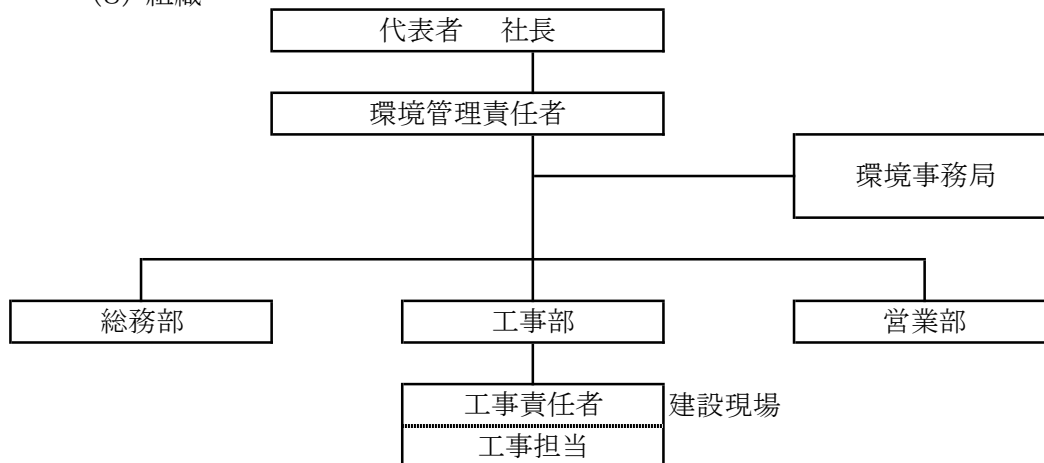 代表者　社長
環境管理責任者
環境事務局
総務部
工事部
営業部
工事責任者
建設現場
工事担当